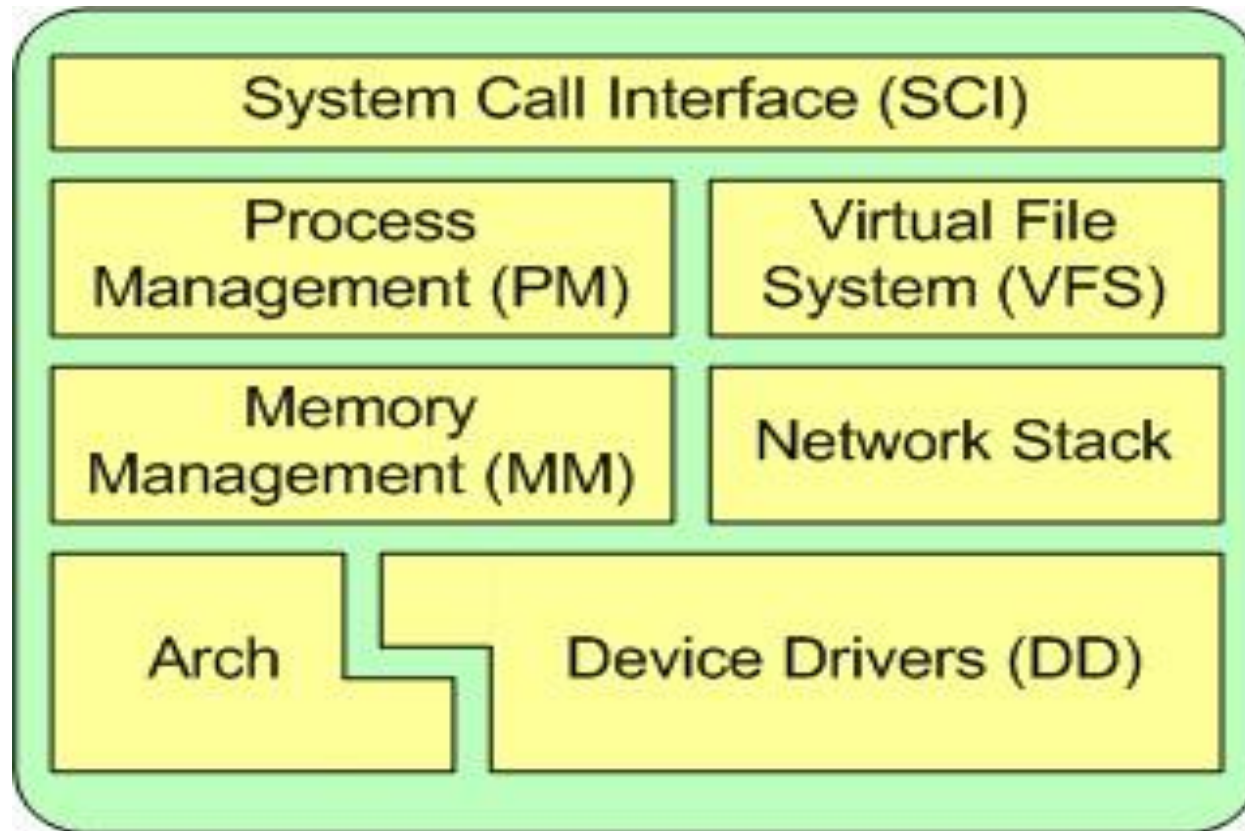 System Call Interface (SCI)
Process
Management (PM)
Virtual File
System (VFS)
Memory
Management (MM)
Network Stack
Arch
Device Drivers (DD)